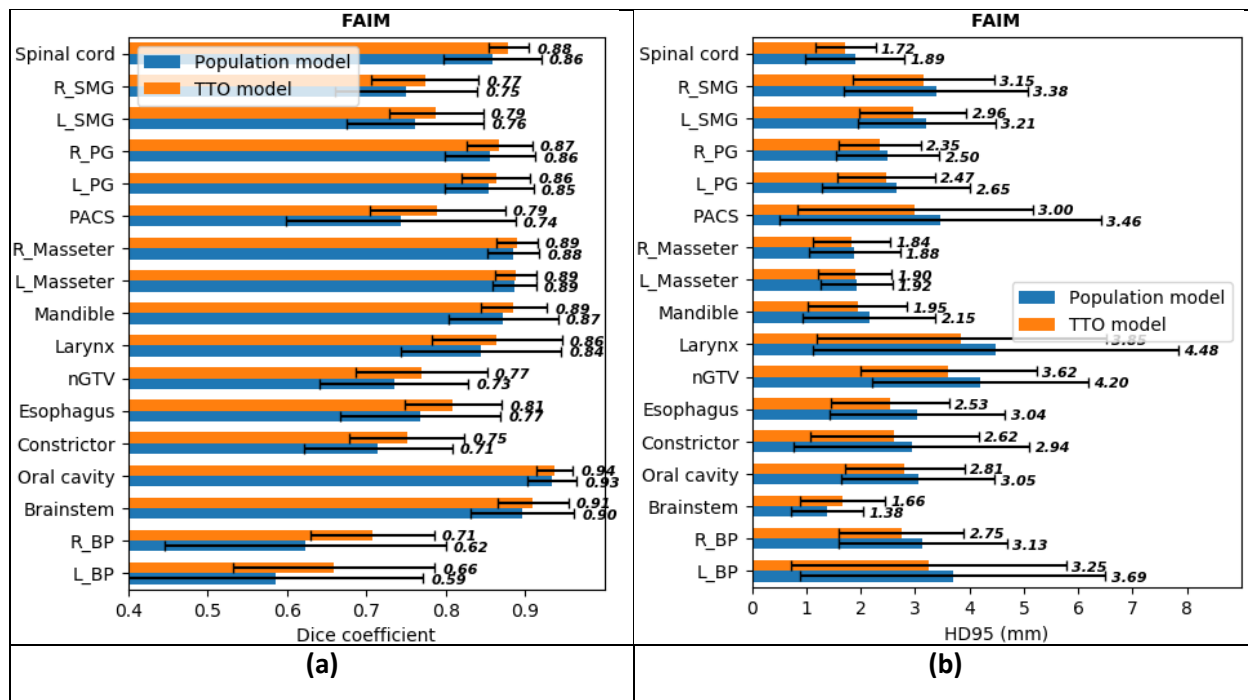 FAIM
Spinal cord
R_SMG
L_SMG
R_PG
L_PG
PACS
R_Masseter
L_Masseter
Mandible
Larynx
nGTV
Esophagus
Constrictor
Oral cavity
Brainstem
R_BP
L_BP
Population model
TTO model
0.88
0.86
0.77
0.75
0.79
0.76
0.87
0.86
0.86
0.85
0.79
0.74
0.89
0.88
0.89
0.89
0.89
0.87
0.86
0.84
0.77
0.73
0.81
0.77
0.75
0.71
0.94
0.93
0.91
0.90
0.71
0.62
0.66
0.59
0.4 0.5 0.6 0.7 0.8 0.9
Dice coefficient
(a)
FAIM
Spinal cord
R_SMG
L_SMG
R_PG
L_PG
PACS
R_Masseter
L_Masseter
Mandible
Larynx
nGTV
Esophagus
Constrictor
Oral cavity
Brainstem
R_BP
L_BP
1.72
1.89
3.15
3.38
2.96
3.21
2.35
2.50
2.47
2.65
3.00
3.46
1.84
1.88
1.90
1.92
Population model
TTO model
1.95
2.15
3.85
4.48
3.62
4.20
2.53
3.04
2.62
2.94
2.81
3.05
1.66
1.38
2.75
3.13
3.25
3.69
0 1 2 3 4 5 6 7 8
HD95 (mm)
(b)